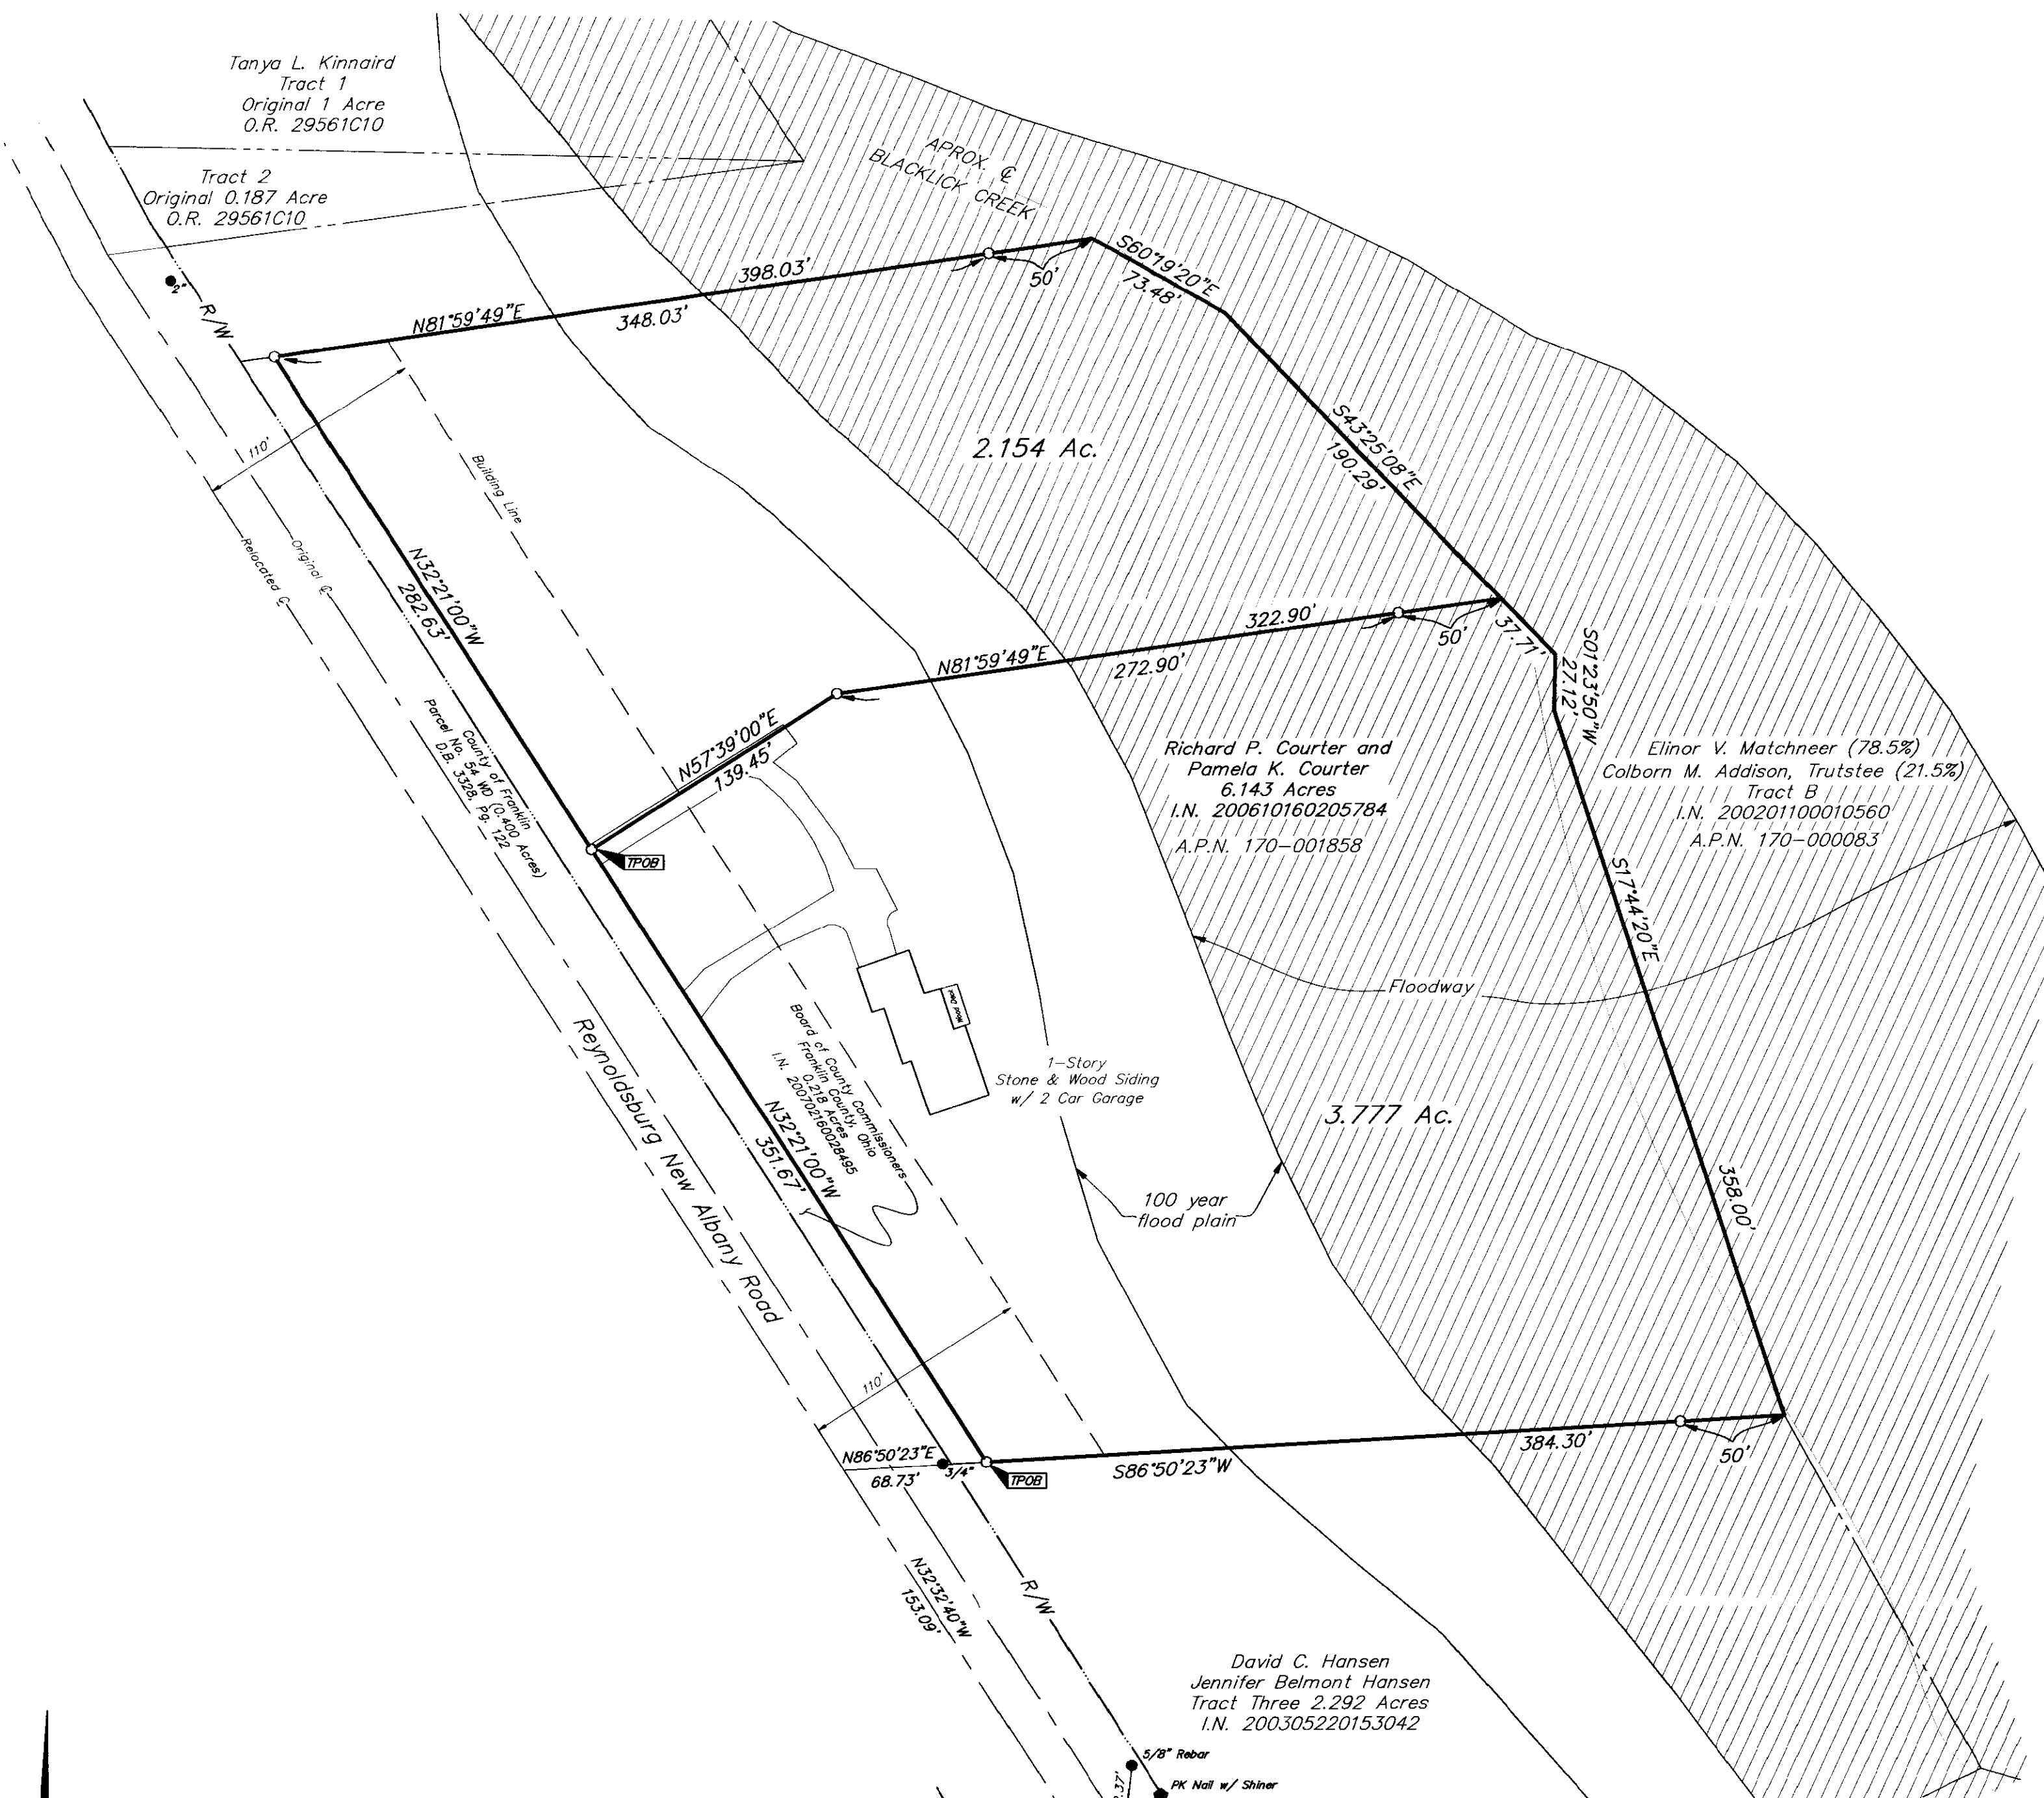 Tanya L. Kinnaird
Tract 1
Original 1 Acre
O.R. 29561C10
Tract 2
Original 0.187 Acre
O.R. 29561C10
APROX. ℄
BLACKLICK CREEK
2"
R/W
N81°59'49"E
398.03'
348.03'
50'
S60°19'20"E
73.48'
S43°25'08"E
190.29'
2.154 Ac.
110'
Building Line
Relocated ℄
Original ℄
N32°21'00"W
282.63'
N81°59'49"E
322.90'
272.90'
50'
37.71'
S01°23'50"W
27.12'
N57°39'00"E
139.45'
TPOB
County of Franklin
Parcel No. 54 WD (0.400 Acres)
D.B. 3328, Pg. 122
Richard P. Courter and
Pamela K. Courter
6.143 Acres
I.N. 200610160205784
A.P.N. 170-001858
Elinor V. Matchneer (78.5%)
Colborn M. Addison, Trutstee (21.5%)
Tract B
I.N. 200201100010560
A.P.N. 170-000083
S17°44'20"E
358.00'
Floodway
Wood Deck
1-Story
Stone & Wood Siding
w/ 2 Car Garage
Board of County Commissioners
Franklin County, Ohio
0.218 Acres
I.N. 200702160028495
N32°21'00"W
351.67'
Reynoldsburg New Albany Road
3.777 Ac.
100 year
flood plain
110'
N86°50'23"E
68.73'
3/4"
TPOB
S86°50'23"W
384.30'
50'
N32°32'40"W
153.09'
R/W
David C. Hansen
Jennifer Belmont Hansen
Tract Three 2.292 Acres
I.N. 200305220153042
5/8" Rebar
PK Nail w/ Shiner